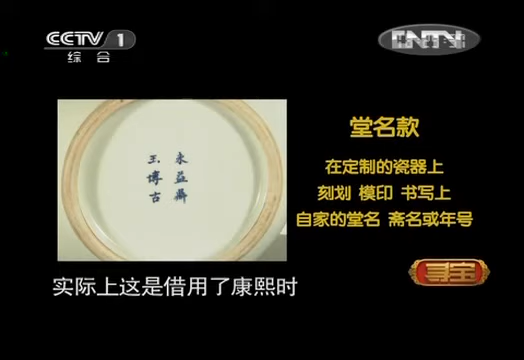 CCTV 1
综合
CNTV
堂名款
在定制的瓷器上
刻划 模印 书写上
自家的堂名 斋名或年号
永益鼎
玉博古
寻宝
实际上这是借用了康熙时